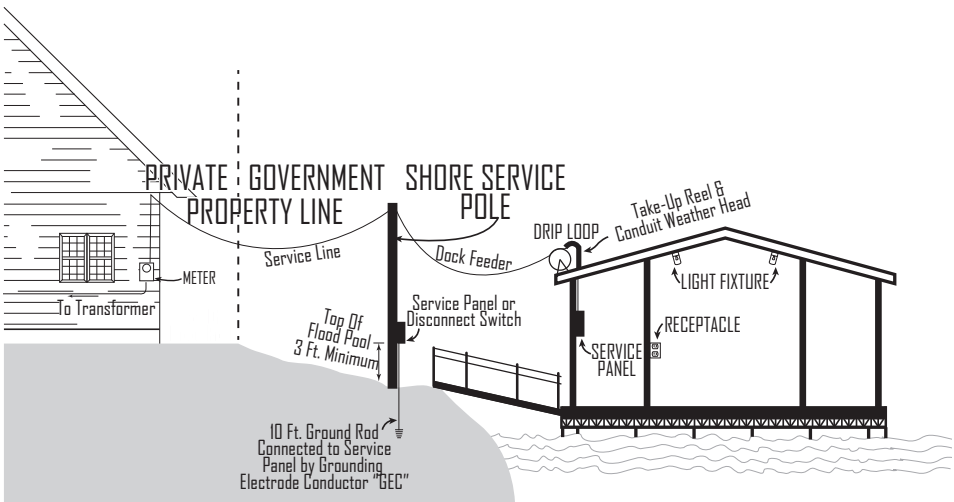 PRIVATE GOVERNMENT
PROPERTY LINE
SHORE SERVICE
POLE
Take-Up Reel &
Conduit Weather Head
DRIP LOOP
Service Line
Dock Feeder
METER
To Transformer
LIGHT FIXTURE
Service Panel or
Disconnect Switch
Top Of
Flood Pool
3 Ft. Minimum
RECEPTACLE
SERVICE
PANEL
10 Ft. Ground Rod
Connected to Service
Panel by Grounding
Electrode Conductor "GEC"